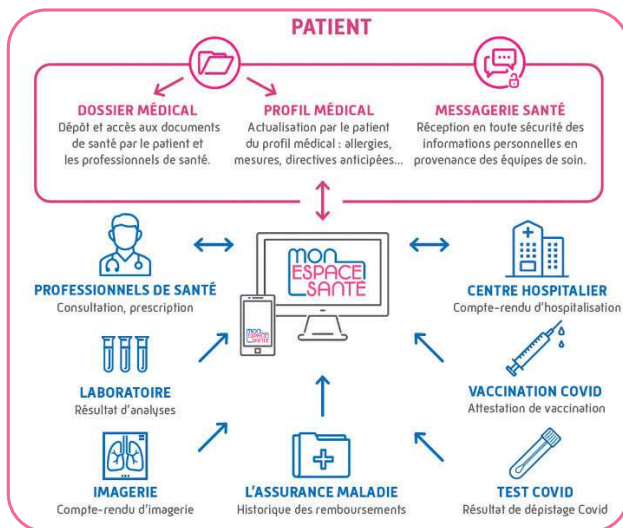 PATIENT
DOSSIER MÉDICAL
Dépôt et accès aux documents
de santé par le patient et
les professionnels de santé.
PROFIL MÉDICAL
Actualisation par le patient
du profil médical : allergies,
mesures, directives anticipées...
MESSAGERIE SANTÉ
Réception en toute sécurité des
informations personnelles en
provenance des équipes de soin.
mon
ESPACE
SANTÉ
mon
ESPACE
SANTÉ
PROFESSIONNELS DE SANTÉ
Consultation, prescription
CENTRE HOSPITALIER
Compte-rendu d'hospitalisation
LABORATOIRE
Résultat d'analyses
VACCINATION COVID
Attestation de vaccination
IMAGERIE
Compte-rendu d'imagerie
L'ASSURANCE MALADIE
Historique des remboursements
TEST COVID
Résultat de dépistage Covid